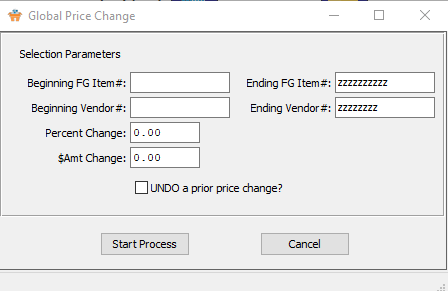 Global Price Change
Selection Parameters
Beginning FG Item#: Ending FG Item#: zzzzzzzzzz
Beginning Vendor#: Ending Vendor#: zzzzzzzz
Percent Change: 0.00
$Amt Change: 0.00
UNDO a prior price change?
Start Process Cancel